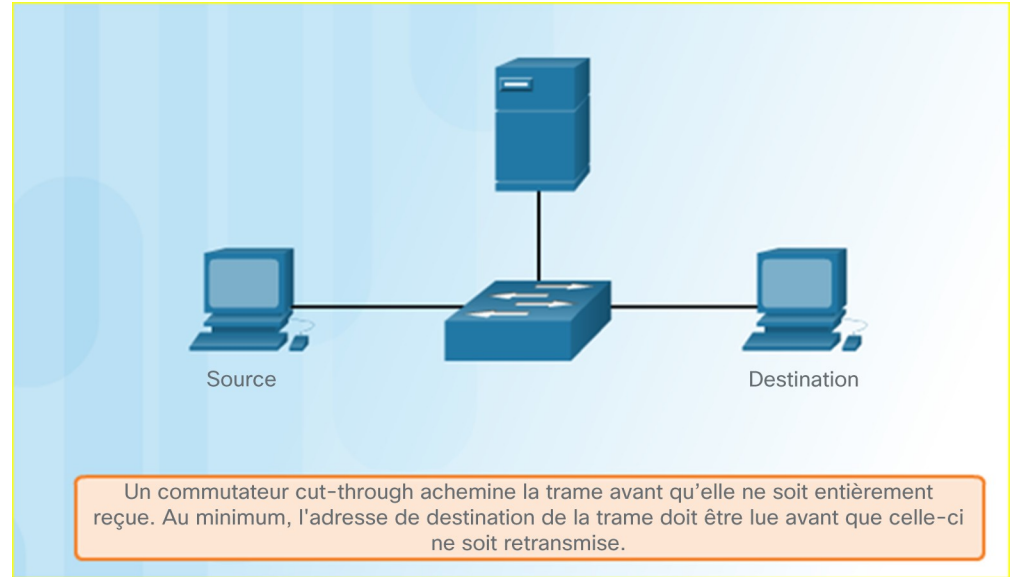 Source
Destination
Un commutateur cut-through achemine la trame avant qu’elle ne soit entièrement
reçue. Au minimum, l'adresse de destination de la trame doit être lue avant que celle-ci
ne soit retransmise.